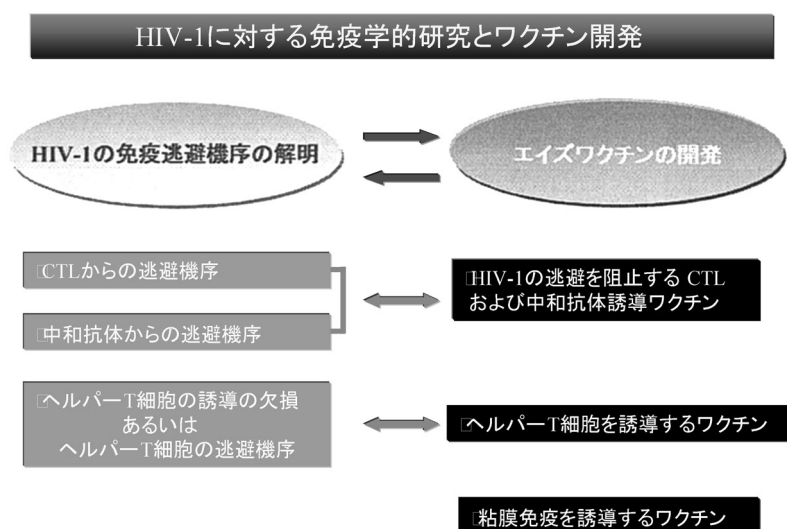 HIV-1に対する免疫学的研究とワクチン開発
HIV-1の免疫逃避機序の解明
エイズワクチンの開発
CTLからの逃避機序
中和抗体からの逃避機序
HIV-1の逃避を阻止する CTL
および中和抗体誘導ワクチン
ヘルパーT細胞の誘導の欠損
あるいは
ヘルパーT細胞の逃避機序
ヘルパーT細胞を誘導するワクチン
粘膜免疫を誘導するワクチン